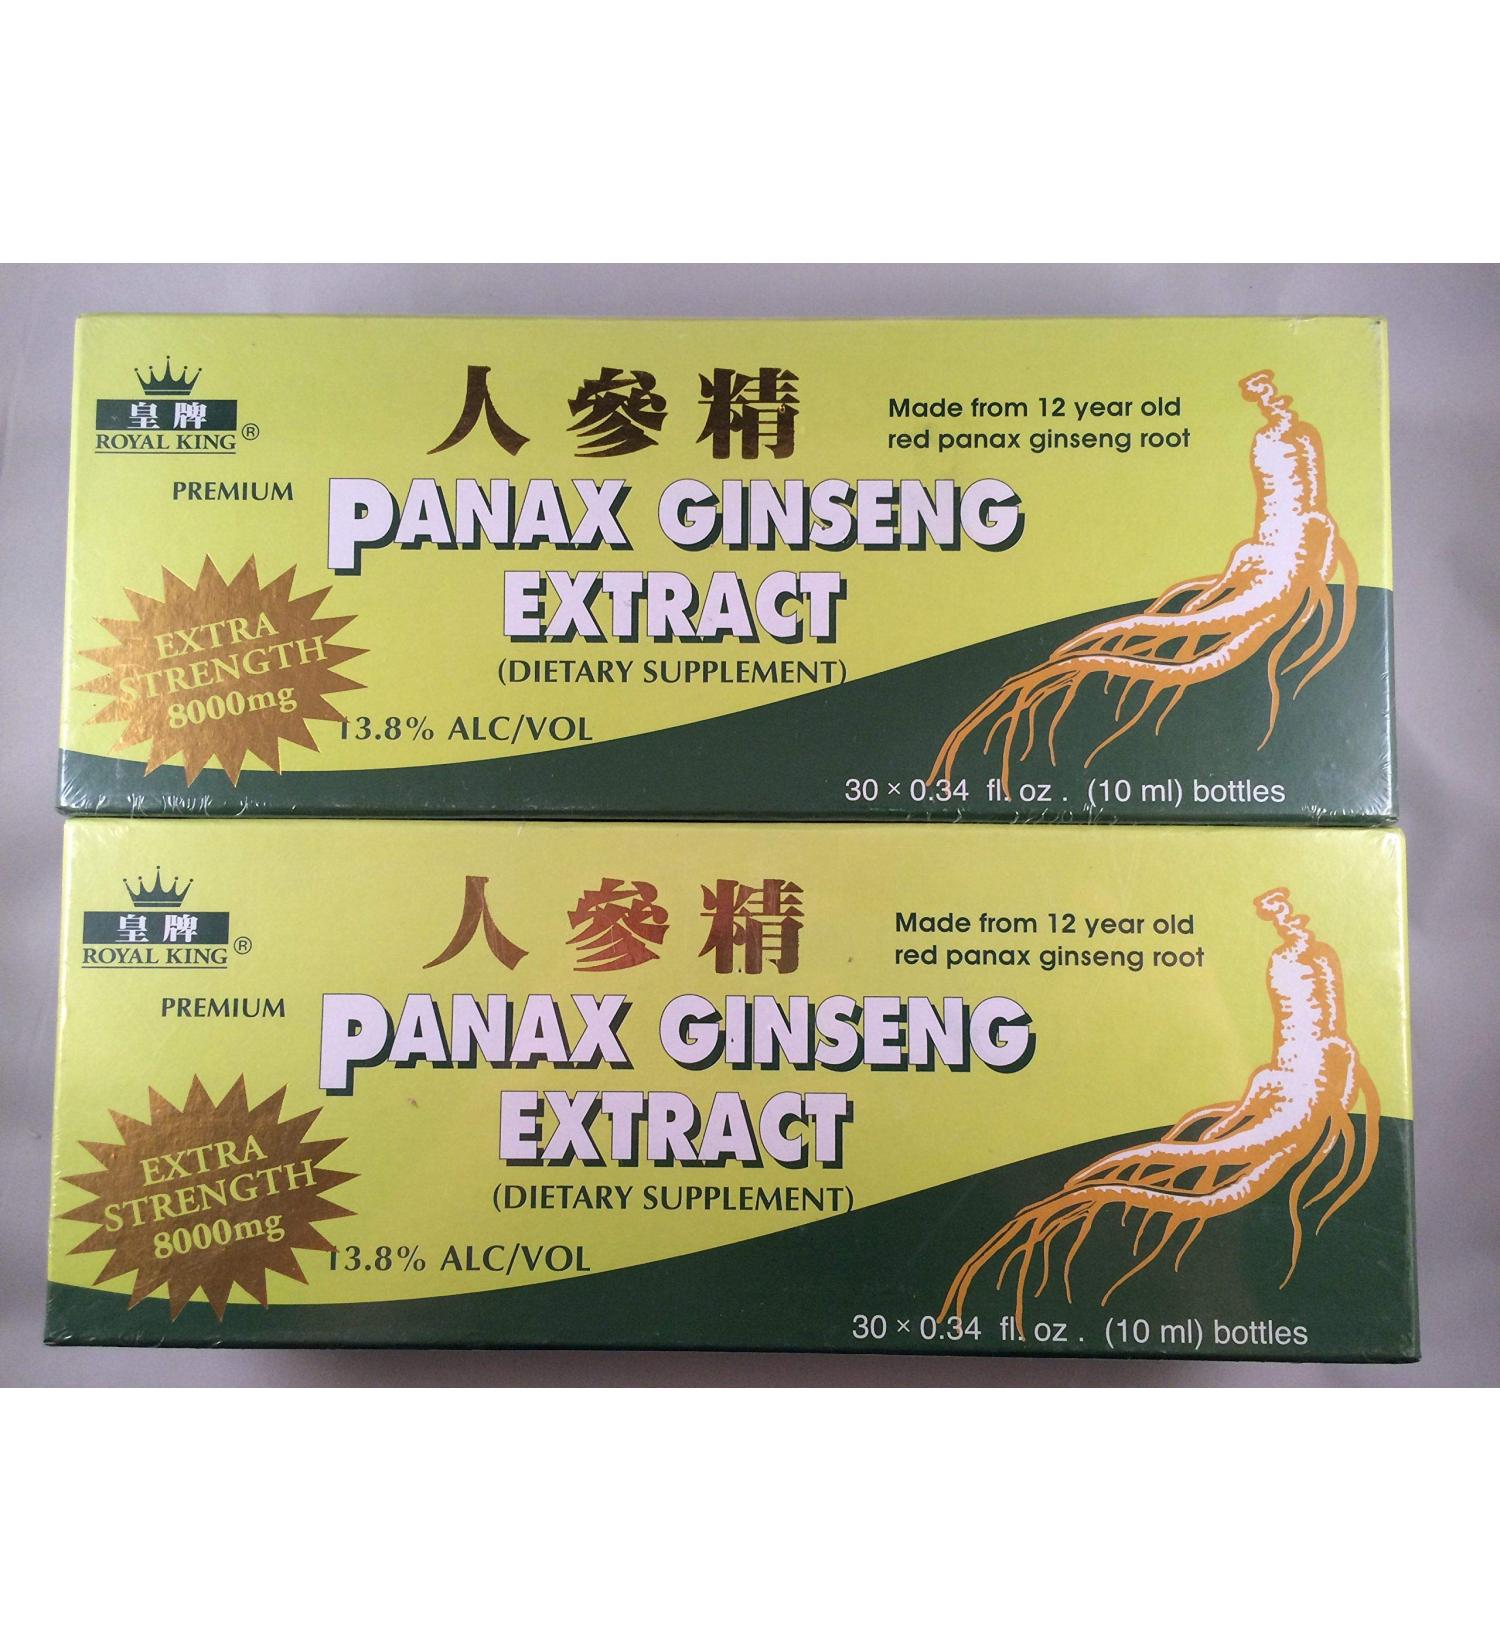 皇牌
ROYAL KING®
人參精
Made from 12 year old
red panax ginseng root
PREMIUM
PANAX GINSENG
EXTRACT
(DIETARY SUPPLEMENT)
EXTRA
STRENGTH
8000mg
13.8% ALC/VOL
30 × 0.34 fl. oz. (10 ml) bottles
皇牌
ROYAL KING®
人參精
Made from 12 year old
red panax ginseng root
PREMIUM
PANAX GINSENG
EXTRACT
(DIETARY SUPPLEMENT)
EXTRA
STRENGTH
8000mg
13.8% ALC/VOL
30 × 0.34 fl. oz. (10 ml) bottles